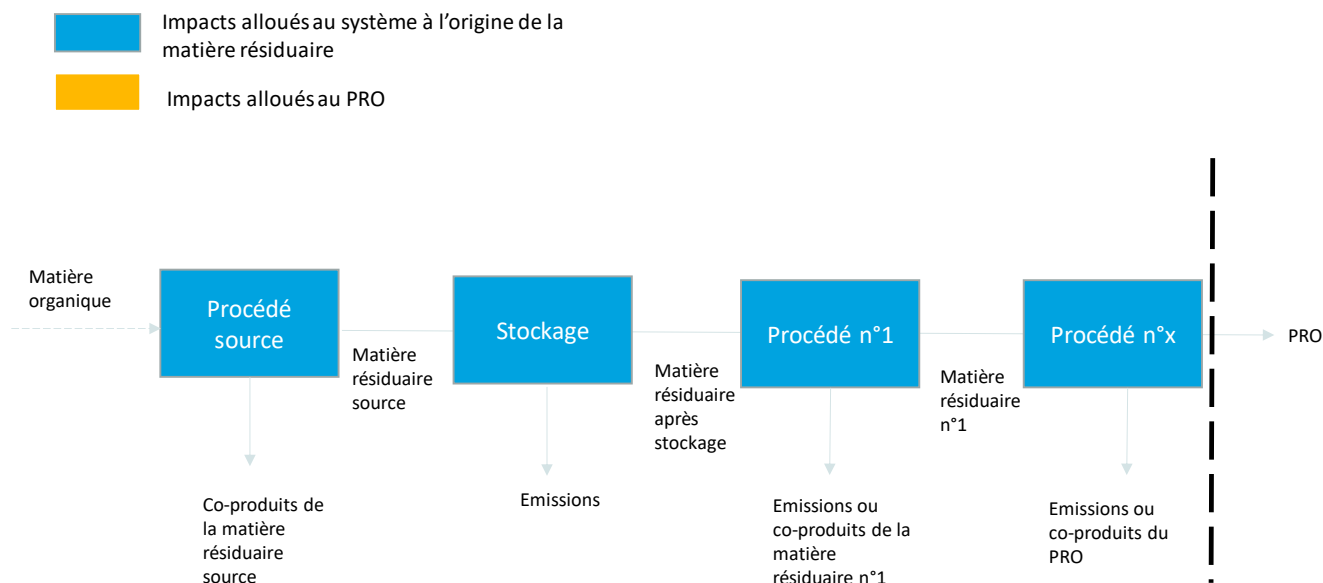 Impacts alloués au système à l'origine de la
matière résiduaire
Impacts alloués au PRO
Matière
organique
Procédé
source
Matière
résiduaire
source
Stockage
Matière
résiduaire
après
stockage
Procédé n°1
Matière
résiduaire
n°1
Procédé n°x
PRO
Co-produits de
la matière
résiduaire
source
Emissions
Emissions ou
co-produits de la
matière
résiduaire n°1
Emissions ou
co-produits du
PRO